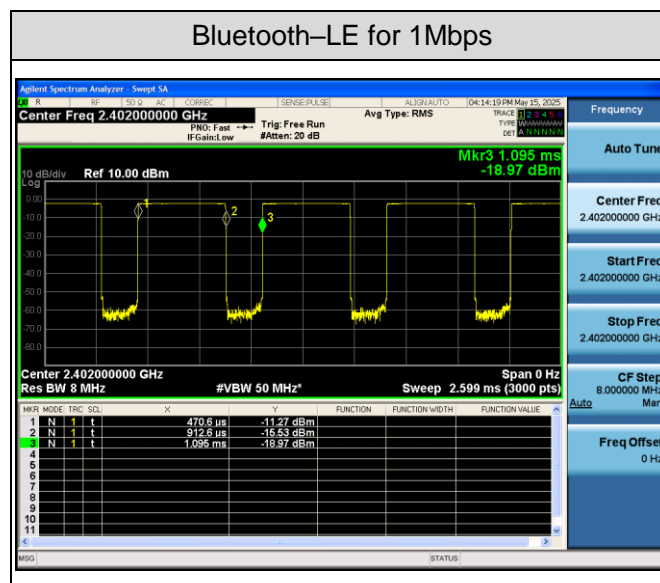 Bluetooth–LE for 1Mbps
Agilent Spectrum Analyzer - Swept SA
R RF 50 Ω AC CORREC SENSE:PULSE ALIGNAUTO 04:14:19 PM May 15, 2025
Center Freq 2.402000000 GHz
PNO: Fast
IFGain:Low
Trig: Free Run
#Atten: 20 dB
Avg Type: RMS
TRACE 1 2 3 4 5 6
TYPE
DET A N N N N N
Mkr3 1.095 ms
-18.97 dBm
10 dB/div Ref 10.00 dBm
Log
0.00
-10.0
-20.0
-30.0
-40.0
-50.0
-60.0
-70.0
-80.0
1
2
3
Center 2.402000000 GHz Span 0 Hz
Res BW 8 MHz #VBW 50 MHz* Sweep 2.599 ms (3000 pts)
MKR MODE TRC SCL X Y FUNCTION FUNCTION WIDTH FUNCTION VALUE
1 N 1 t 470.6 µs -11.27 dBm
2 N 1 t 912.6 µs -15.53 dBm
3 N 1 t 1.095 ms -18.97 dBm
4
5
6
7
8
9
10
11
MSG STATUS
Frequency
Auto Tune
Center Freq
2.402000000 GHz
Start Freq
2.402000000 GHz
Stop Freq
2.402000000 GHz
CF Step
8.000000 MHz
Auto Man
Freq Offset
0 Hz